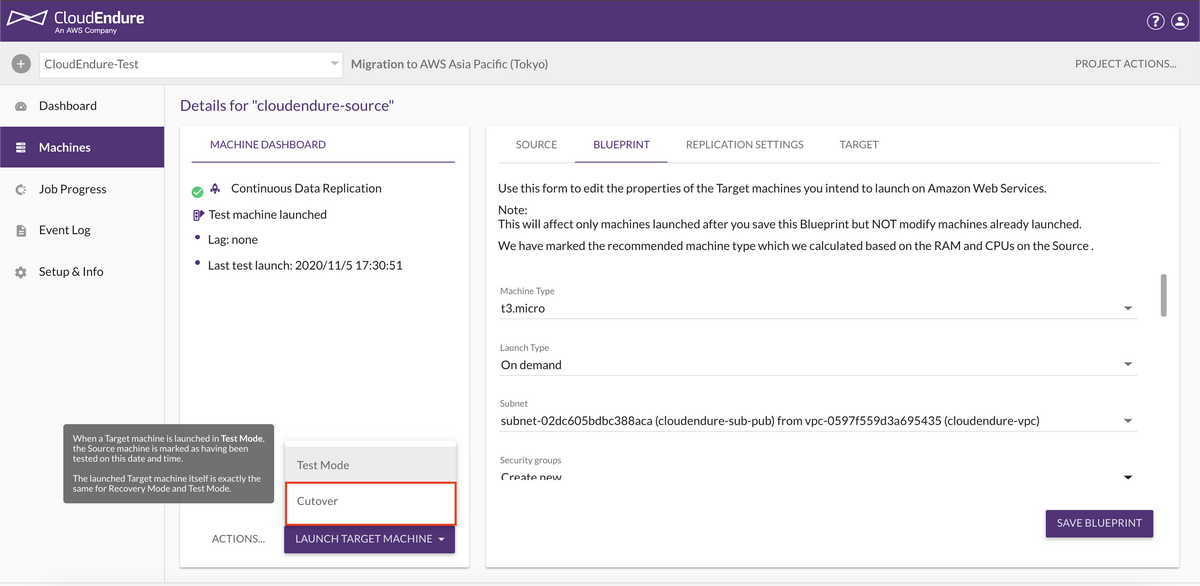 CloudEndure
An AWS Company
?
CloudEndure-Test
Migration to AWS Asia Pacific (Tokyo)
PROJECT ACTIONS...
Dashboard
Machines
Job Progress
Event Log
Setup & Info
Details for "cloudendure-source"
MACHINE DASHBOARD
Continuous Data Replication
Test machine launched
Lag: none
Last test launch: 2020/11/5 17:30:51
When a Target machine is launched in Test Mode,
the Source machine is marked as having been
tested on this date and time.
The launched Target machine itself is exactly the
same for Recovery Mode and Test Mode.
Test Mode
Cutover
ACTIONS...
LAUNCH TARGET MACHINE
SOURCE
BLUEPRINT
REPLICATION SETTINGS
TARGET
Use this form to edit the properties of the Target machines you intend to launch on Amazon Web Services.
Note:
This will affect only machines launched after you save this Blueprint but NOT modify machines already launched.
We have marked the recommended machine type which we calculated based on the RAM and CPUs on the Source .
Machine Type
t3.micro
Launch Type
On demand
Subnet
subnet-02dc605bdbc388aca (cloudendure-sub-pub) from vpc-0597f559d3a695435 (cloudendure-vpc)
Security groups
Create new
SAVE BLUEPRINT